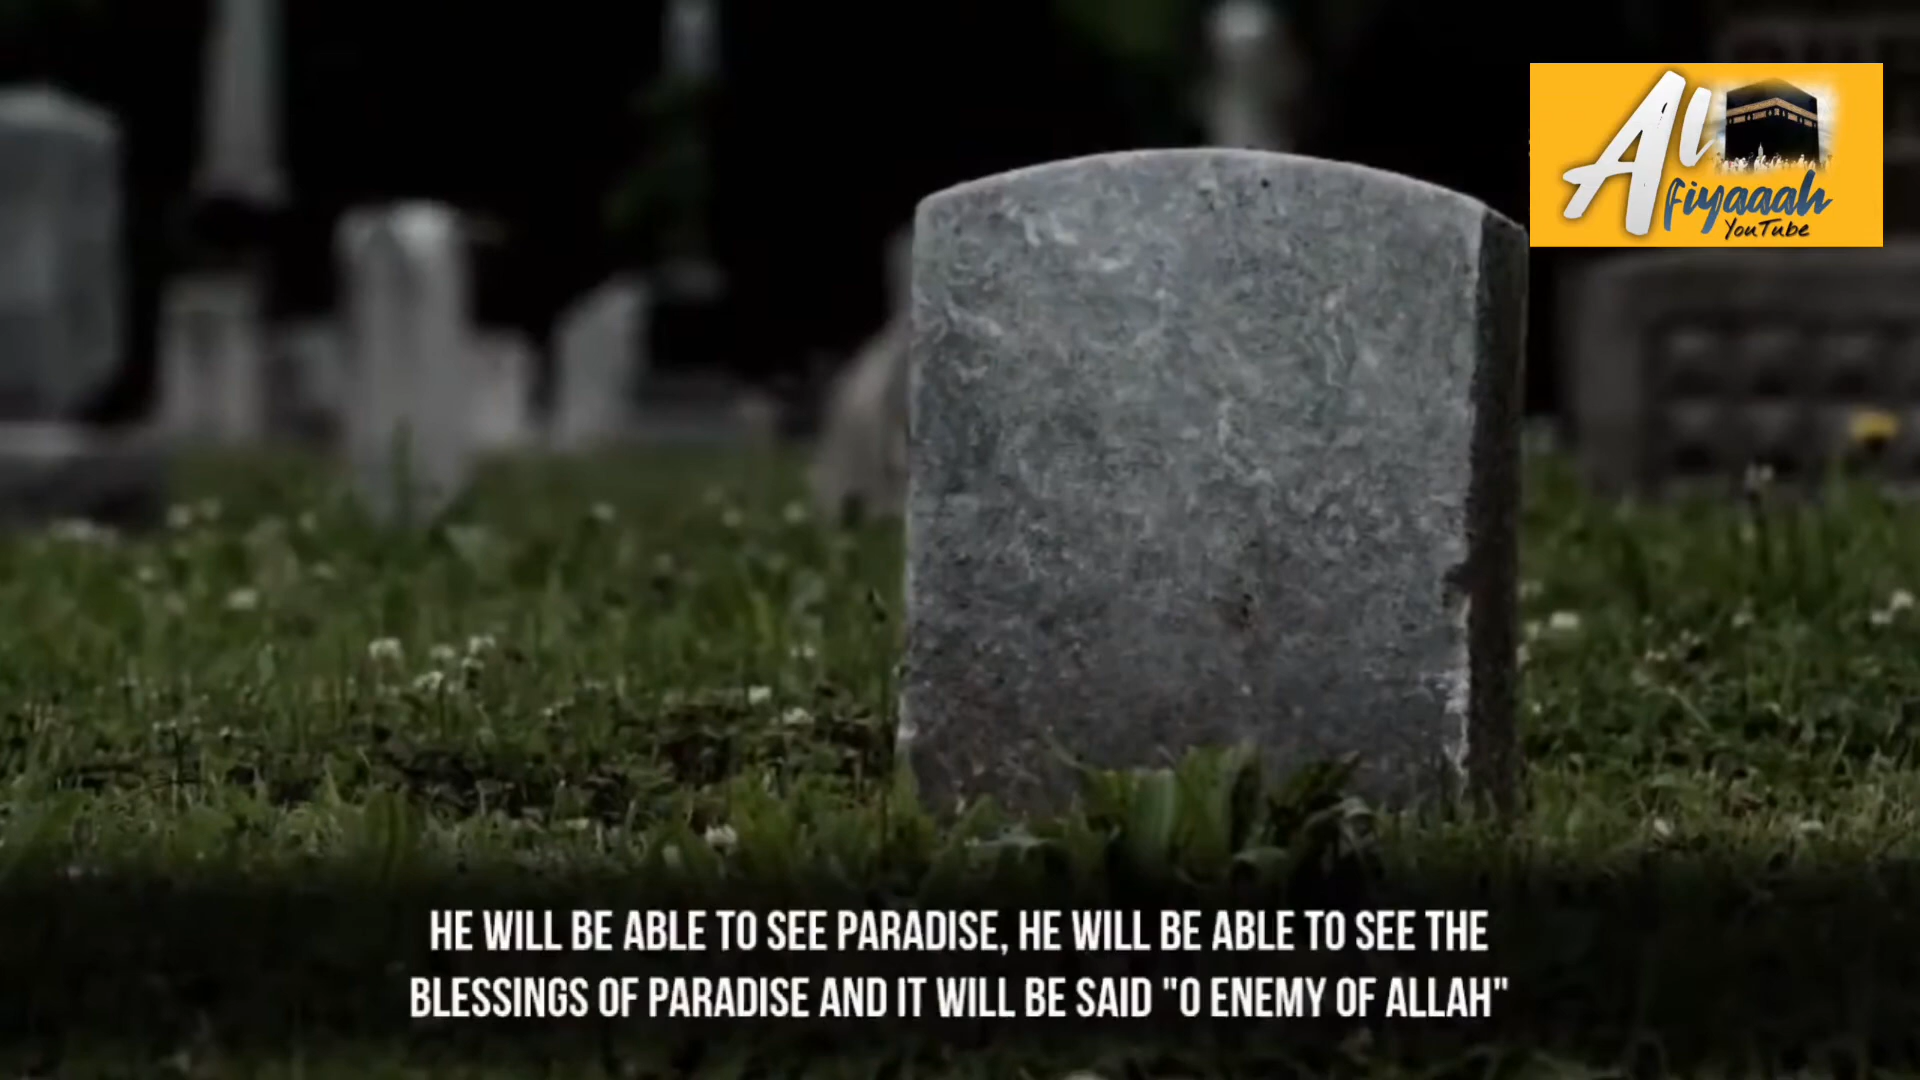 Al
fiyaaah
YouTube
HE WILL BE ABLE TO SEE PARADISE, HE WILL BE ABLE TO SEE THE
BLESSINGS OF PARADISE AND IT WILL BE SAID "O ENEMY OF ALLAH"